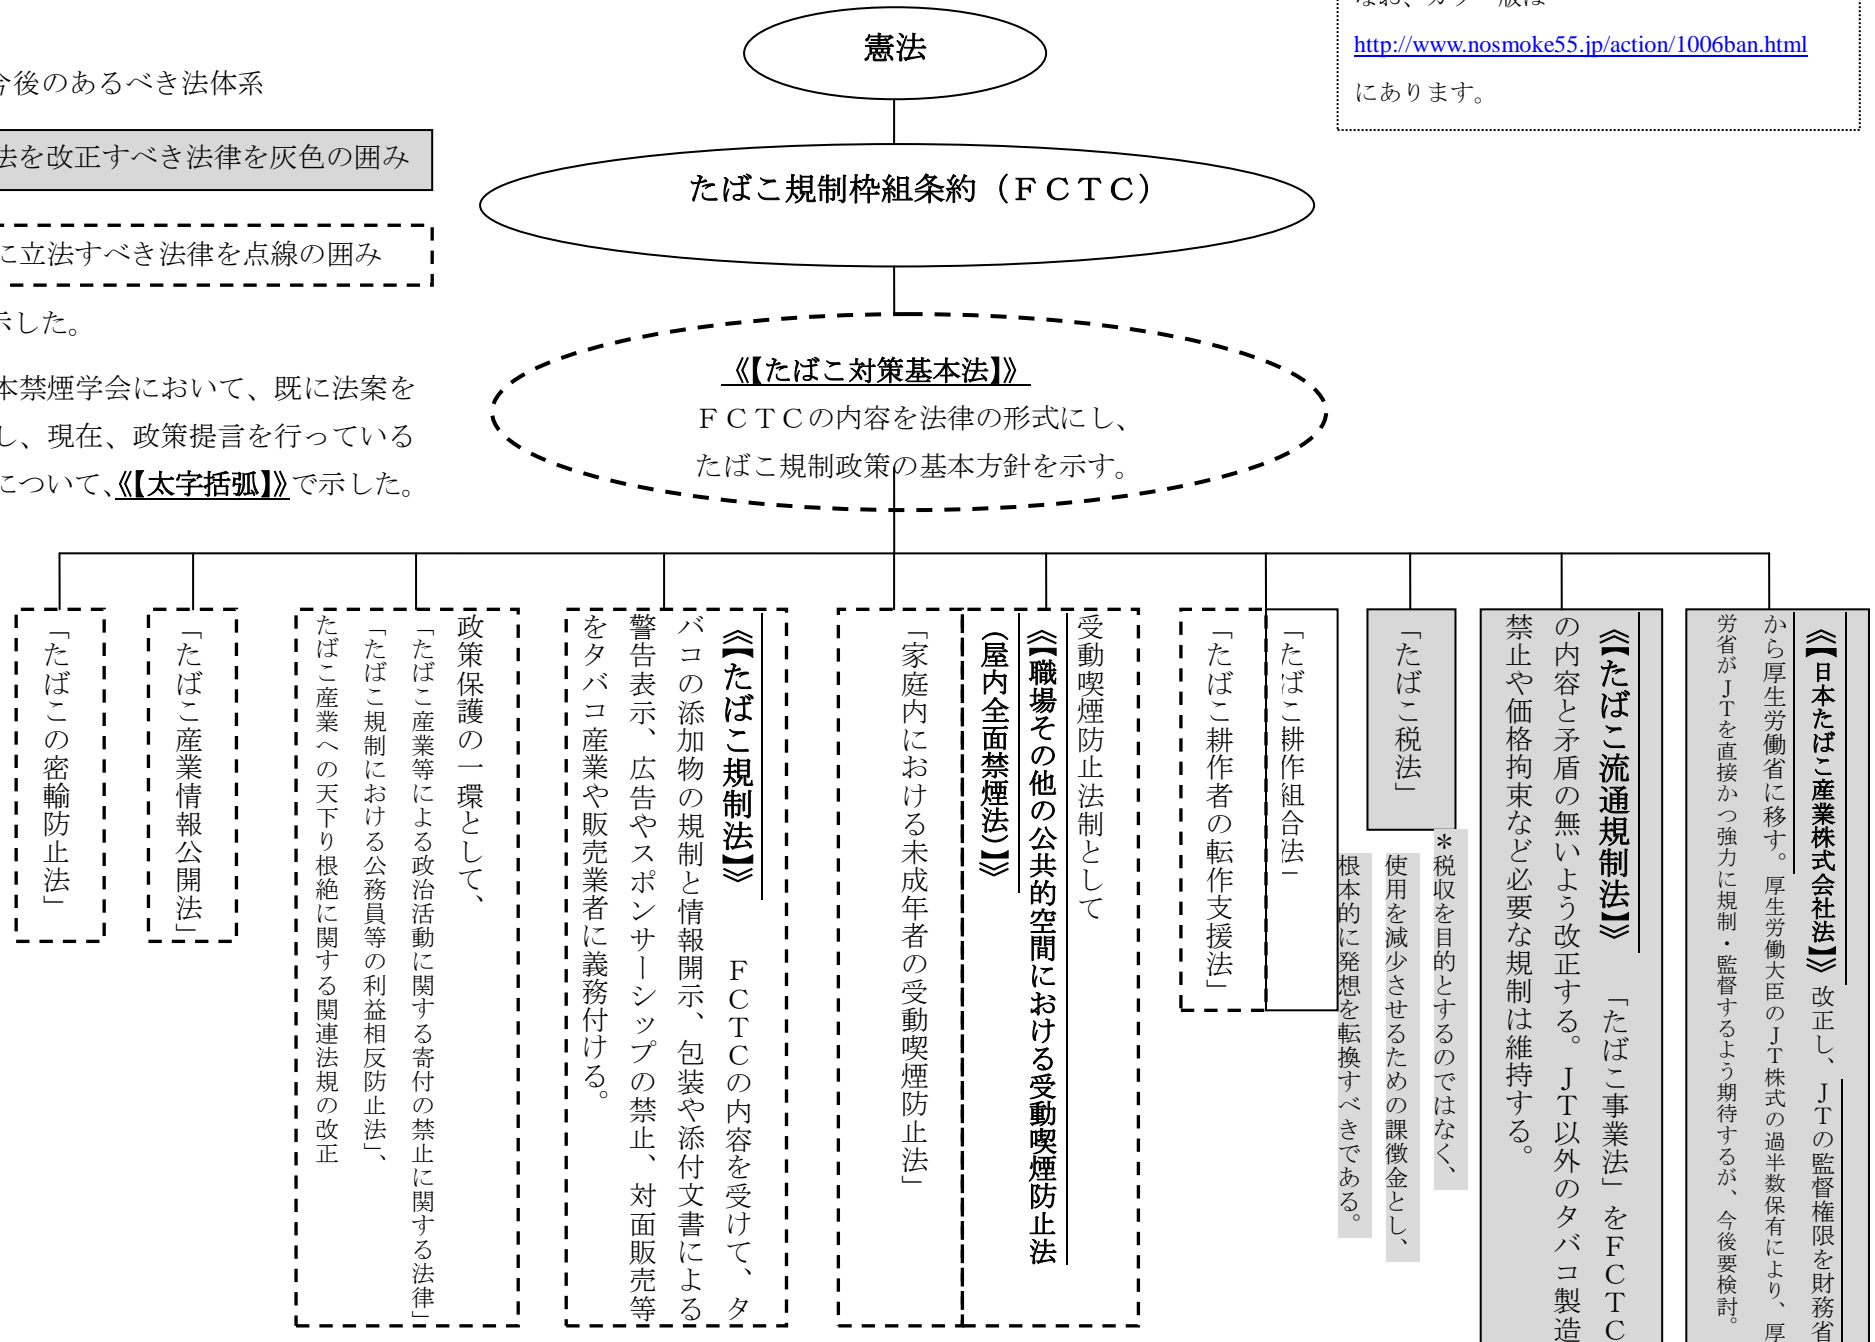 なお、カラー版は
http://www.nosmoke55.jp/action/1006ban.html
にあります。
憲法
今後のあるべき法体系
法を改正すべき法律を灰色の囲み
たばこ規制枠組条約（ＦＣＴＣ）
に立法すべき法律を点線の囲み
示した。
本禁煙学会において、既に法案を
し、現在、政策提言を行っている
について、《【太字括弧】》で示した。
《【たばこ対策基本法】》
ＦＣＴＣの内容を法律の形式にし、
たばこ規制政策の基本方針を示す。
《【日本たばこ産業株式会社法】》改正し、ＪＴの監督権限を財務省
から厚生労働省に移す。厚生労働大臣のＪＴ株式の過半数保有により、厚
労省がＪＴを直接かつ強力に規制・監督するよう期待するが、今後要検討。
《【たばこ流通規制法】》　「たばこ事業法」をＦＣＴＣ
の内容と矛盾の無いよう改正する。ＪＴ以外のタバコ製造
禁止や価格拘束など必要な規制は維持する。
「たばこ税法」
＊税収を目的とするのではなく、
使用を減少させるための課徴金とし、
根本的に発想を転換すべきである。
「たばこ耕作組合法」
「たばこ耕作者の転作支援法」
受動喫煙防止法制として
《【職場その他の公共的空間における受動喫煙防止法
（屋内全面禁煙法）】》
「家庭内における未成年者の受動喫煙防止法」
《【たばこ規制法】》　ＦＣＴＣの内容を受けて、タ
バコの添加物の規制と情報開示、包装や添付文書による
警告表示、広告やスポンサーシップの禁止、対面販売等
をタバコ産業や販売業者に義務付ける。
政策保護の一環として、
「たばこ産業等による政治活動に関する寄付の禁止に関する法律」
「たばこ規制における公務員等の利益相反防止法」、
たばこ産業への天下り根絶に関する関連法規の改正
「たばこ産業情報公開法」
「たばこの密輸防止法」